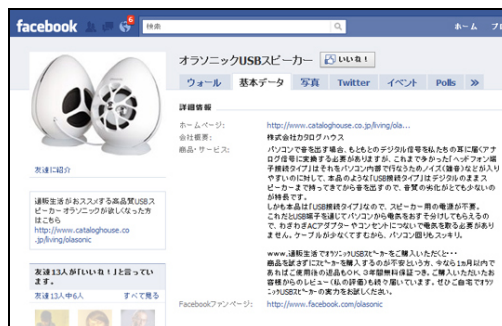 facebook
6
検索
ホーム
プロ
オラソニックUSBスピーカー
いいね！
ウォール 基本データ 写真 Twitter イベント Polls »
詳細情報
ホームページ: http://www.cataloghouse.co.jp/living/ola...
会社概要: 株式会社カタログハウス
商品・サービス: パソコンで音を出す場合、もともとのデジタル信号を私たちの耳に届くアナ
ログ信号に変換する必要がありますが、これまで多かった「ヘッドフォン端
子接続タイプ」はそれをパソコン内部で行なうためノイズ(雑音)などが入り
やすいのに対して、本品のような「USB接続タイプ」はデジタルのままス
ピーカーまで持ってきてから音を出すので、音質の劣化がとても少ないの
が特長です。
しかも本品は「USB接続タイプ」なので、スピーカー用の電源が不要。
これだとUSB端子を通じてパソコンから電気をおすそ分けしてもらえるの
で、わざわざACアダプターやコンセントにつないで電気を取る必要があり
ません。ケーブルが少なくてすむから、パソコン回りもスッキリ。
www.通販生活でオラソニックUSBスピーカーをご購入いただくと・・・
商品を試さずにスピーカーを購入するのが不安という方、今なら1ヵ月以内で
あればご使用後の返品もOK、3年間無料保証つき。ご購入いただいたお
客様からのレビュー(私の評価)も続々届いています。ぜひご自宅でオラソ
ニックUSBスピーカーの実力をお試しください。
Facebookファンページ: http://www.facebook.com/olasonic
友達に紹介
通販生活がおススメする高品質USBス
ピーカーオラソニックが欲しくなった方
はこちら
http://www.cataloghouse.co
.jp/living/olasonic
友達13人が「いいね！」と言ってい
ます。
友達13人中6人 すべて見る